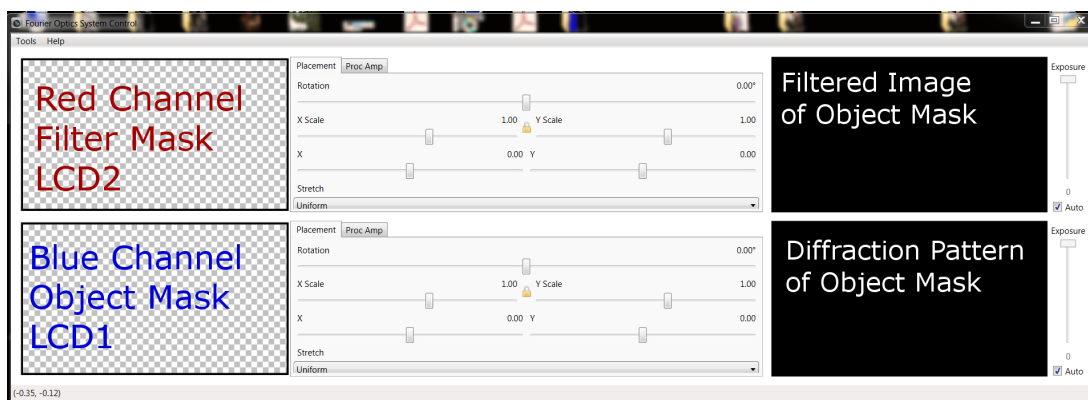 Fourier Optics System Control
Tools Help
Red Channel
Filter Mask
LCD2
Placement Proc Amp
Rotation 0.00°
X Scale 1.00 Y Scale 1.00
X 0.00 Y 0.00
Stretch
Uniform
Filtered Image
of Object Mask
Exposure
0
Auto
Blue Channel
Object Mask
LCD1
Placement Proc Amp
Rotation 0.00°
X Scale 1.00 Y Scale 1.00
X 0.00 Y 0.00
Stretch
Uniform
Diffraction Pattern
of Object Mask
Exposure
0
Auto
(-0.35, -0.12)